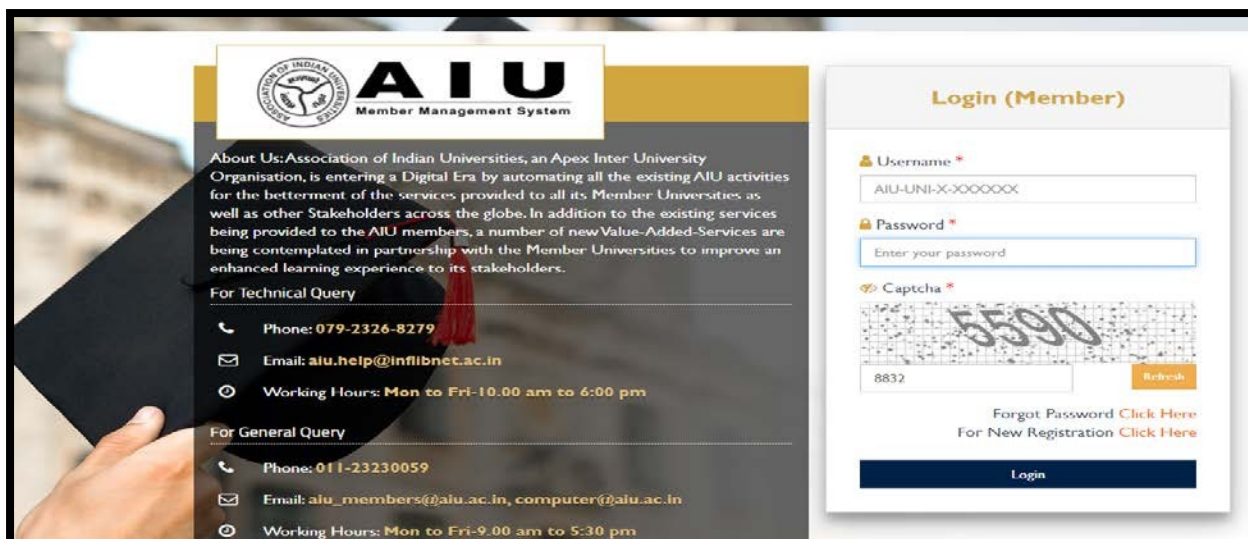 ASSOCIATION OF INDIAN UNIVERSITIES
AIU
Member Management System
About Us: Association of Indian Universities, an Apex Inter University
Organisation, is entering a Digital Era by automating all the existing AIU activities
for the betterment of the services provided to all its Member Universities as
well as other Stakeholders across the globe. In addition to the existing services
being provided to the AIU members, a number of new Value-Added-Services are
being contemplated in partnership with the Member Universities to improve an
enhanced learning experience to its stakeholders.
For Technical Query
Phone: 079-2326-8279
Email: aiu.help@inflibnet.ac.in
Working Hours: Mon to Fri-10.00 am to 6:00 pm
For General Query
Phone: 011-23230059
Email: aiu_members@aiu.ac.in, computer@aiu.ac.in
Working Hours: Mon to Fri-9.00 am to 5:30 pm
Login (Member)
Username *
AIU-UNI-X-XXXXXX
Password *
Enter your password
Captcha *
5590
8832
Refresh
Forgot Password Click Here
For New Registration Click Here
Login